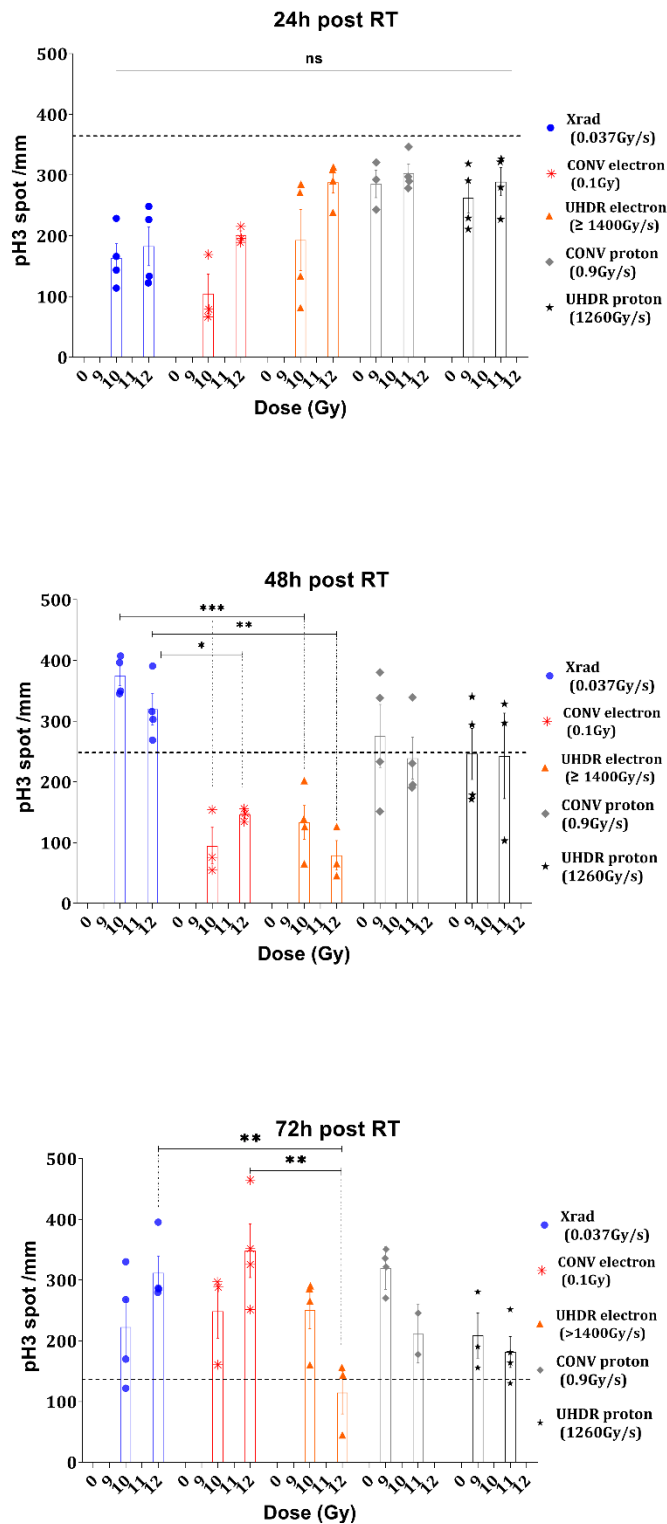 24h post RT
ns
500
400
300
200
100
0
pH3 spot /mm
0 9 10 11 12 0 9 10 11 12 0 9 10 11 12 0 9 10 11 12 0 9 10 11 12
Dose (Gy)
Xrad
(0.037Gy/s)
CONV electron
(0.1Gy)
UHDR electron
(≥ 1400Gy/s)
CONV proton
(0.9Gy/s)
UHDR proton
(1260Gy/s)
48h post RT
***
**
*
500
400
300
200
100
0
pH3 spot /mm
0 9 10 11 12 0 9 10 11 12 0 9 10 11 12 0 9 10 11 12 0 9 10 11 12
Dose (Gy)
Xrad
(0.037Gy/s)
CONV electron
(0.1Gy)
UHDR electron
(≥ 1400Gy/s)
CONV proton
(0.9Gy/s)
UHDR proton
(1260Gy/s)
72h post RT
**
**
500
400
300
200
100
0
pH3 spot /mm
0 9 10 11 12 0 9 10 11 12 0 9 10 11 12 0 9 10 11 12 0 9 10 11 12
Dose (Gy)
Xrad
(0.037Gy/s)
CONV electron
(0.1Gy)
UHDR electron
(>1400Gy/s)
CONV proton
(0.9Gy/s)
UHDR proton
(1260Gy/s)